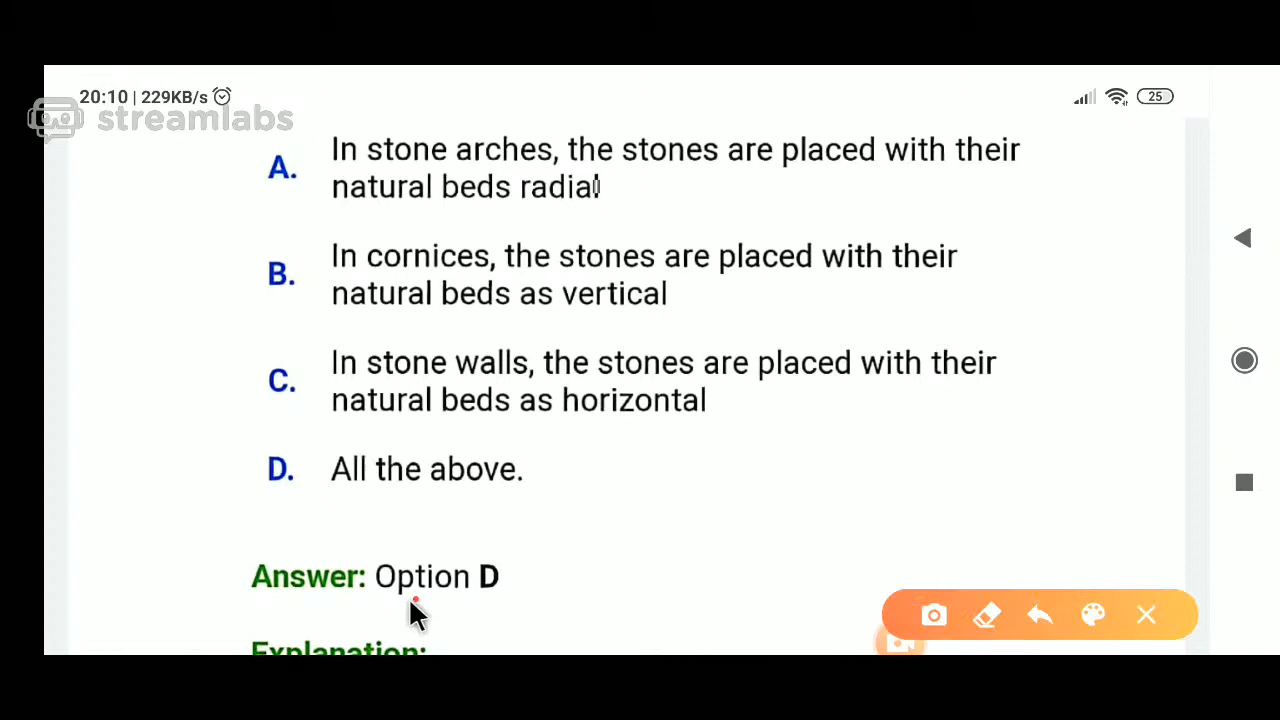 20:10 | 229KB/s
25
streamlabs
A.
In stone arches, the stones are placed with their
natural beds radial
B.
In cornices, the stones are placed with their
natural beds as vertical
C.
In stone walls, the stones are placed with their
natural beds as horizontal
D. All the above.
Answer: Option D
Explanation: